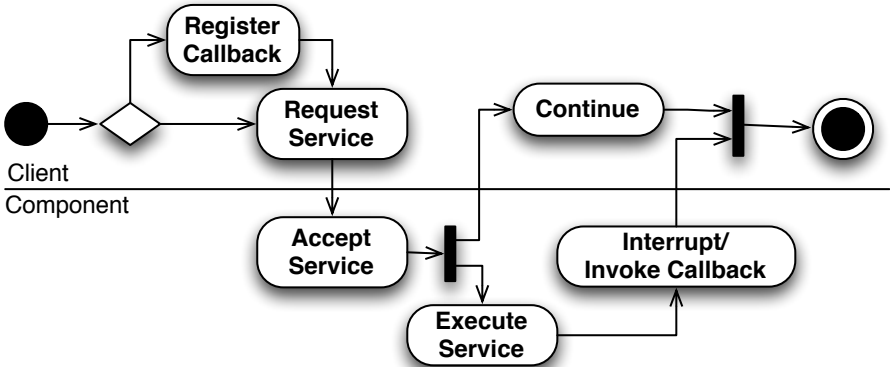 Register
Callback
Request
Service
Continue
Client
Component
Accept
Service
Interrupt/
Invoke Callback
Execute
Service